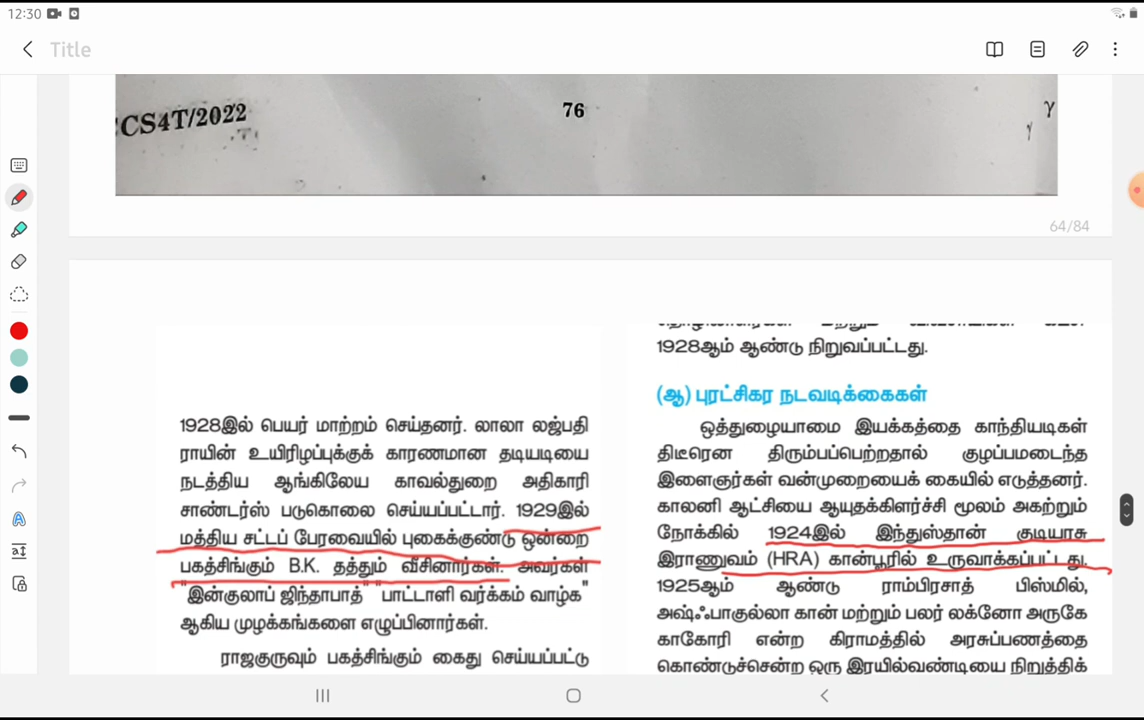 12:30
Title
CCS4T/2022
76
64/84
1928இல் பெயர் மாற்றம் செய்தனர். லாலா லஜ்பதி
ராயின் உயிரிழப்புக்குக் காரணமான தடியடியை
நடத்திய ஆங்கிலேய காவல்துறை அதிகாரி
சாண்டர்ஸ் படுகொலை செய்யப்பட்டார். 1929இல்
மத்திய சட்டப் பேரவையில் புகைக்குண்டு ஒன்றை
பகத்சிங்கும் B.K. தத்தும் வீசினார்கள். அவர்கள்
"இன்குலாப் ஜிந்தாபாத்" "பாட்டாளி வர்க்கம் வாழ்க"
ஆகிய முழக்கங்களை எழுப்பினார்கள்.
ராஜகுருவும் பகத்சிங்கும் கைது செய்யப்பட்டு
1928ஆம் ஆண்டு நிறுவப்பட்டது.
(ஆ) புரட்சிகர நடவடிக்கைகள்
ஒத்துழையாமை இயக்கத்தை காந்தியடிகள்
திடீரென திரும்பப்பெற்றதால் குழப்பமடைந்த
இளைஞர்கள் வன்முறையைக் கையில் எடுத்தனர்.
காலனி ஆட்சியை ஆயுதக்கிளர்ச்சி மூலம் அகற்றும்
நோக்கில் 1924இல் இந்துஸ்தான் குடியாசு
இராணுவம் (HRA) கான்பூரில் உருவாக்கப்பட்டது.
1925ஆம் ஆண்டு ராம்பிரசாத் பிஸ்மில்,
அஷ்ஃபாகுல்லா கான் மற்றும் பலர் லக்னோ அருகே
காகோரி என்ற கிராமத்தில் அரசுப்பணத்தை
கொண்டுச்சென்ற ஒரு இரயில்வண்டியை நிறுத்திக்